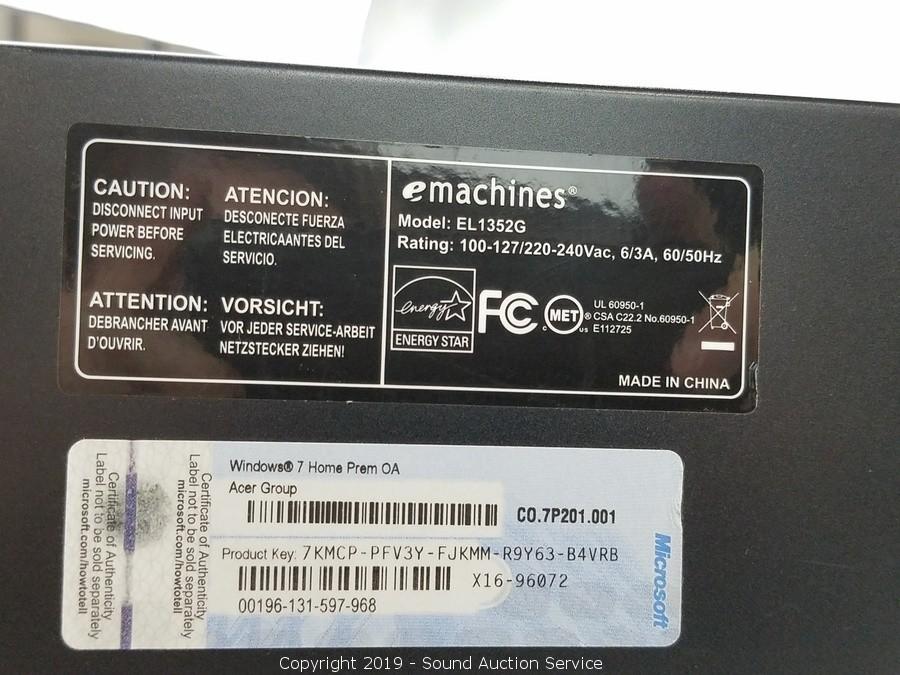 CAUTION:
DISCONNECT INPUT
POWER BEFORE
SERVICING.
ATENCION:
DESCONECTE FUERZA
ELECTRICAANTES DEL
SERVICIO.
ATTENTION:
DEBRANCHER AVANT
D'OUVRIR.
VORSICHT:
VOR JEDER SERVICE-ARBEIT
NETZSTECKER ZIEHEN!
emachines®
Model: EL1352G
Rating: 100-127/220-240Vac, 6/3A, 60/50Hz
energy
ENERGY STAR
FC
c MET us ®
UL 60950-1
CSA C22.2 No.60950-1
E112725
MADE IN CHINA
Certificate of Authenticity
Label not to be sold separately
microsoft.com/howtotell
Certificate of Authenticity
Label not to be sold separately
microsoft.com/howtotell
Windows® 7 Home Prem OA
Acer Group
CO.7P201.001
Product Key: 7KMCP-PFV3Y-FJKMM-R9Y63-B4VRB
X16-96072
00196-131-597-968
Microsoft
Copyright 2019 - Sound Auction Service